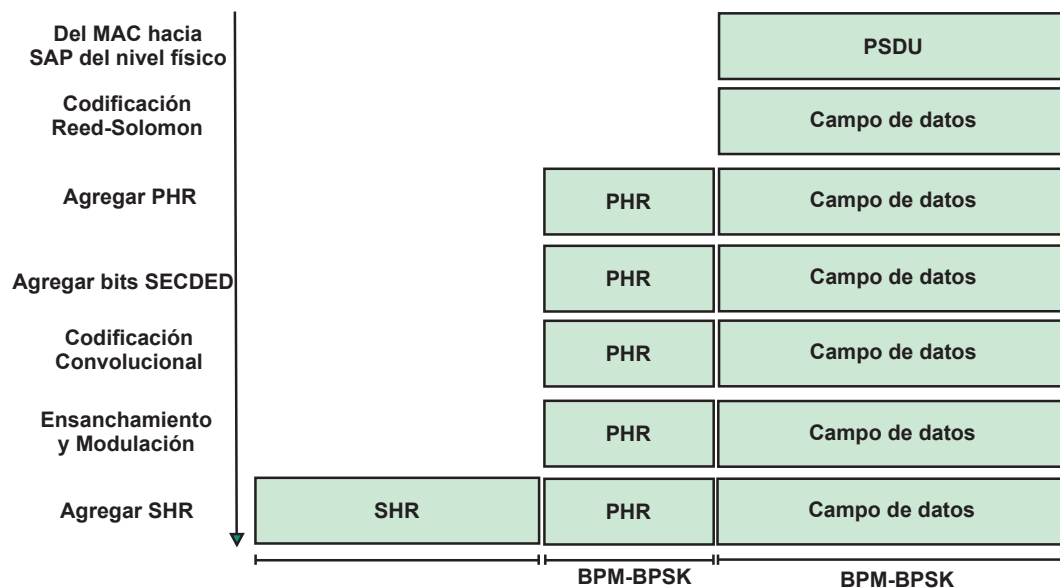 Del MAC hacia
SAP del nivel físico
PSDU
Codificación
Reed-Solomon
Campo de datos
Agregar PHR
PHR
Campo de datos
Agregar bits SECDED
PHR
Campo de datos
Codificación
Convolucional
PHR
Campo de datos
Ensanchamiento
y Modulación
PHR
Campo de datos
Agregar SHR
SHR
PHR
Campo de datos
BPM-BPSK
BPM-BPSK